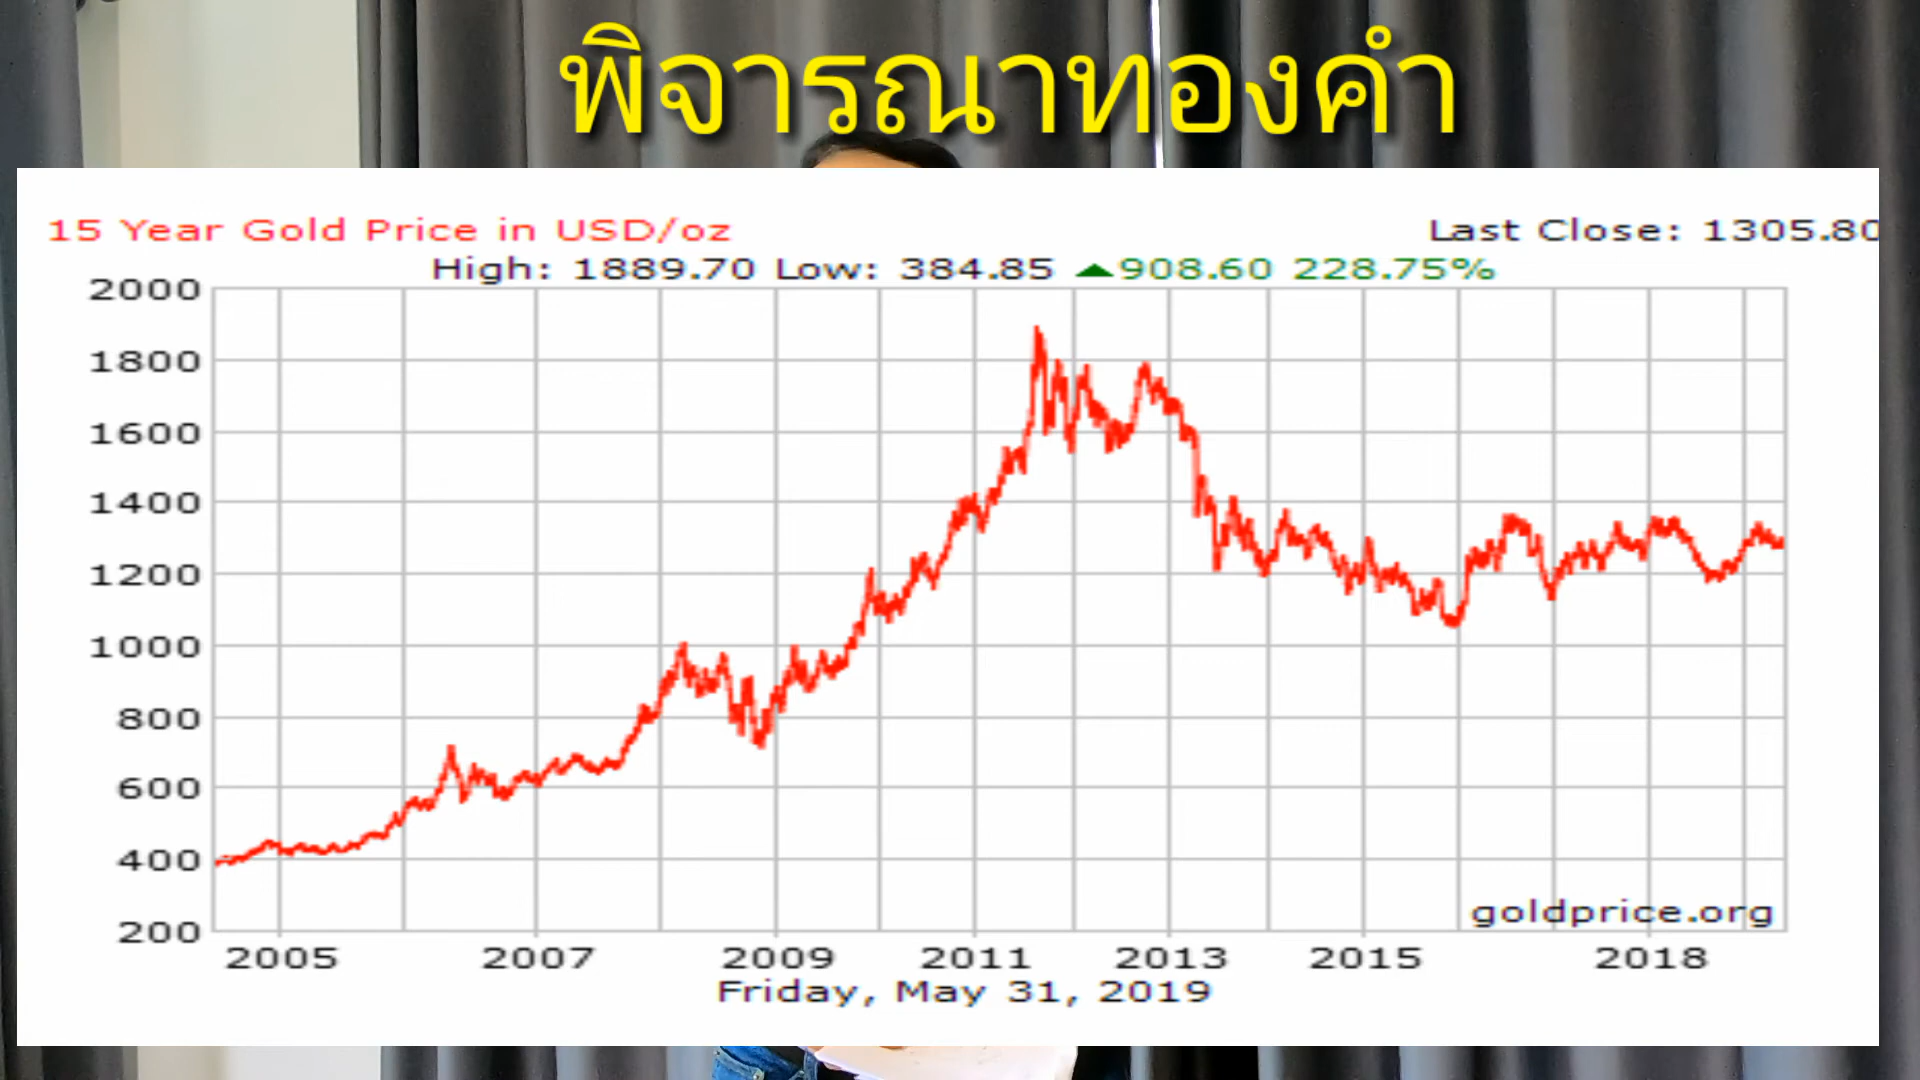 พิจารณาทองคำ
15 Year Gold Price in USD/oz
Last Close: 1305.80
High: 1889.70 Low: 384.85 ▲908.60 228.75%
2000
1800
1600
1400
1200
1000
800
600
400
200
goldprice.org
2005 2007 2009 2011 2013 2015 2018
Friday, May 31, 2019